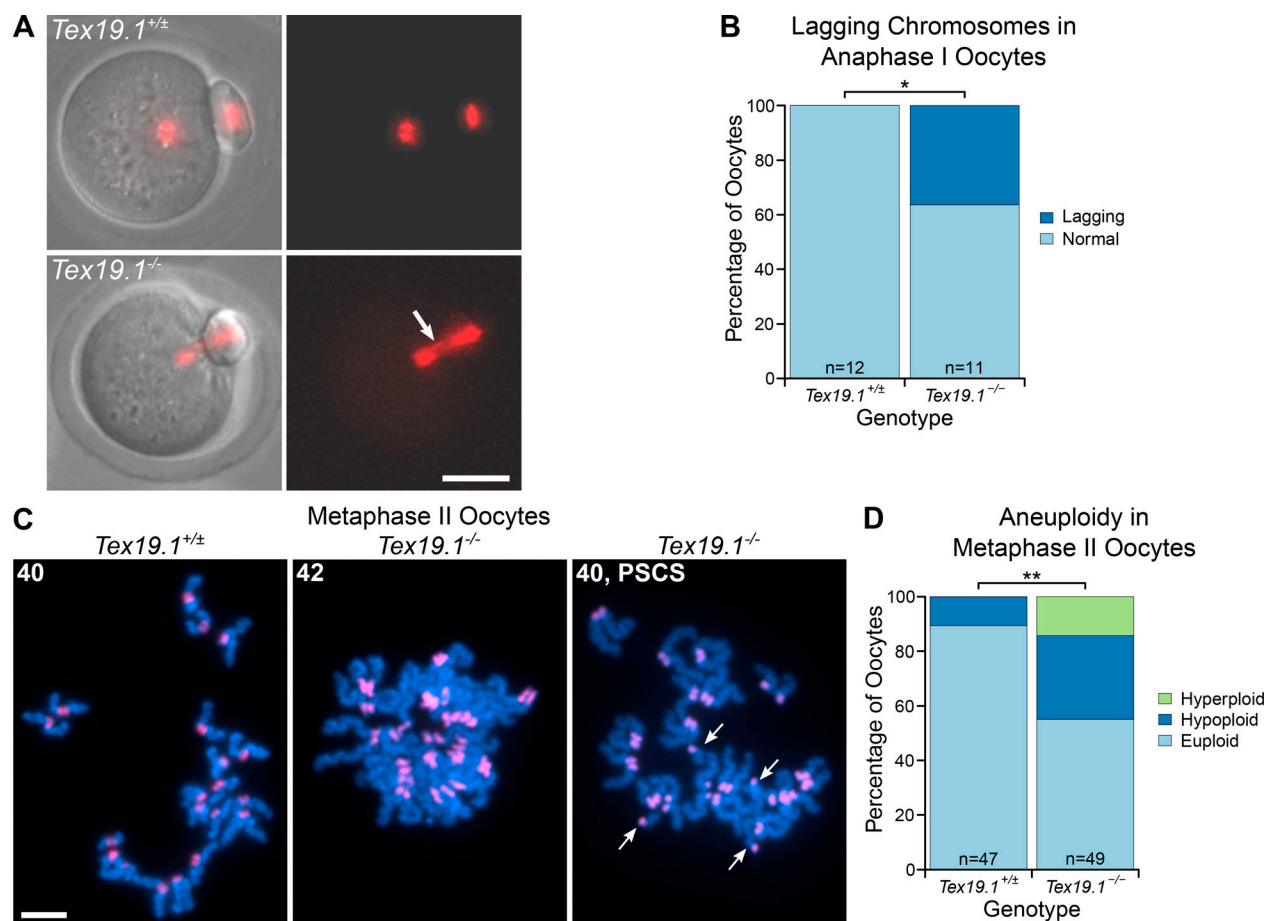 A
Tex19.1+/±
Tex19.1-/-
B
Lagging Chromosomes in
Anaphase I Oocytes
*
Percentage of Oocytes
100
80
60
40
20
0
n=12
n=11
Tex19.1+/±
Tex19.1−/−
Genotype
Lagging
Normal
C
Metaphase II Oocytes
Tex19.1+/±
Tex19.1-/-
Tex19.1-/-
40
42
40, PSCS
D
Aneuploidy in
Metaphase II Oocytes
**
Percentage of Oocytes
100
80
60
40
20
0
n=47
n=49
Tex19.1+/±
Tex19.1−/−
Genotype
Hyperploid
Hypoploid
Euploid